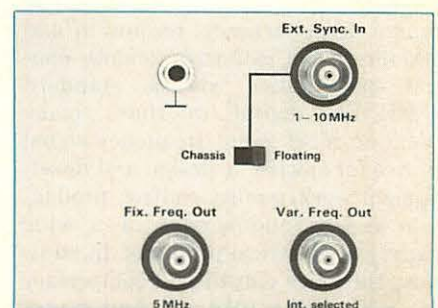 Ext. Sync. In
1–10 MHz
Chassis Floating
Fix. Freq. Out Var. Freq. Out
5 MHz Int. selected